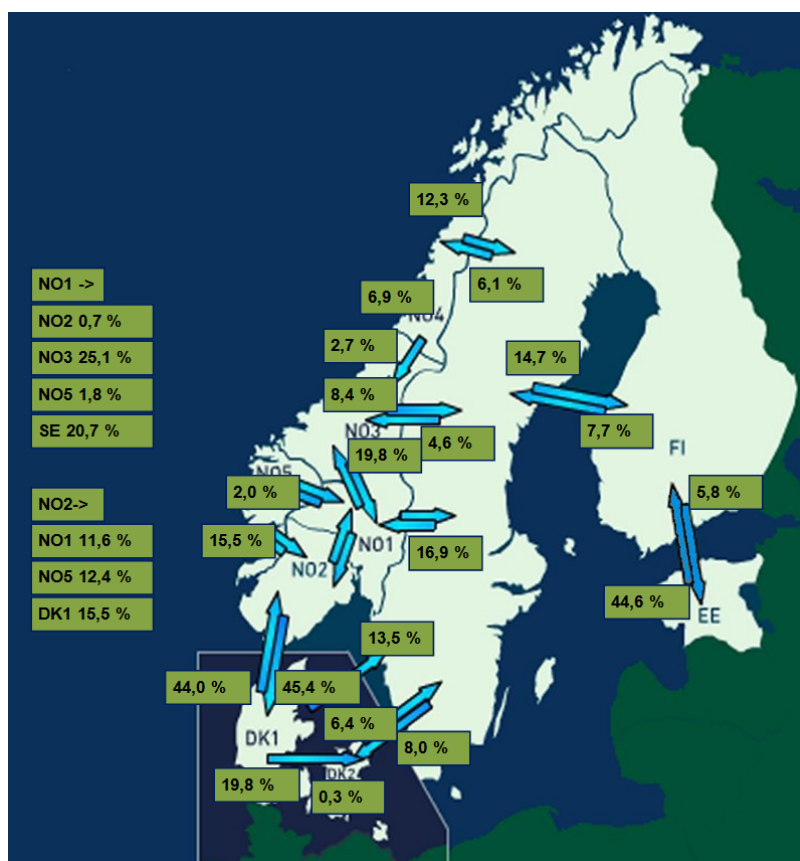 12,3 %
6,1 %
NO1 ->
NO2 0,7 %
NO3 25,1 %
NO5 1,8 %
SE 20,7 %
6,9 %
NO4
2,7 %
8,4 %
14,7 %
7,7 %
NO3
4,6 %
19,8 %
FI
NO5
2,0 %
5,8 %
NO2->
NO1 11,6 %
NO5 12,4 %
DK1 15,5 %
15,5 %
NO2
NO1
16,9 %
44,6 %
EE
13,5 %
44,0 %
45,4 %
6,4 %
8,0 %
DK1
DK2
19,8 %
0,3 %